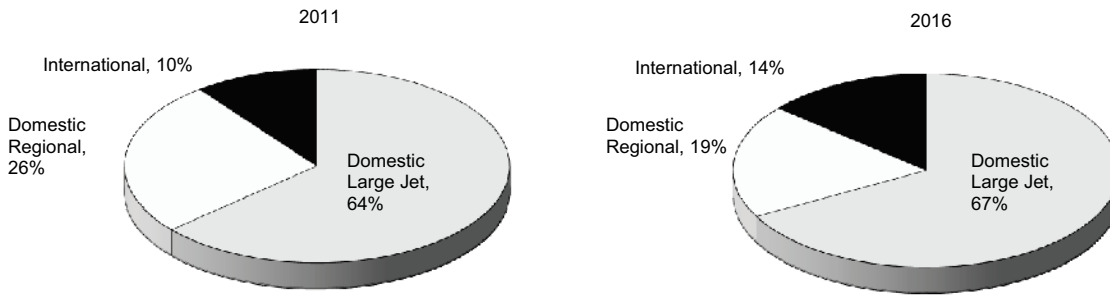 2011
International, 10%
Domestic
Regional,
26%
Domestic
Large Jet,
64%
2016
International, 14%
Domestic
Regional, 19%
Domestic
Large Jet,
67%